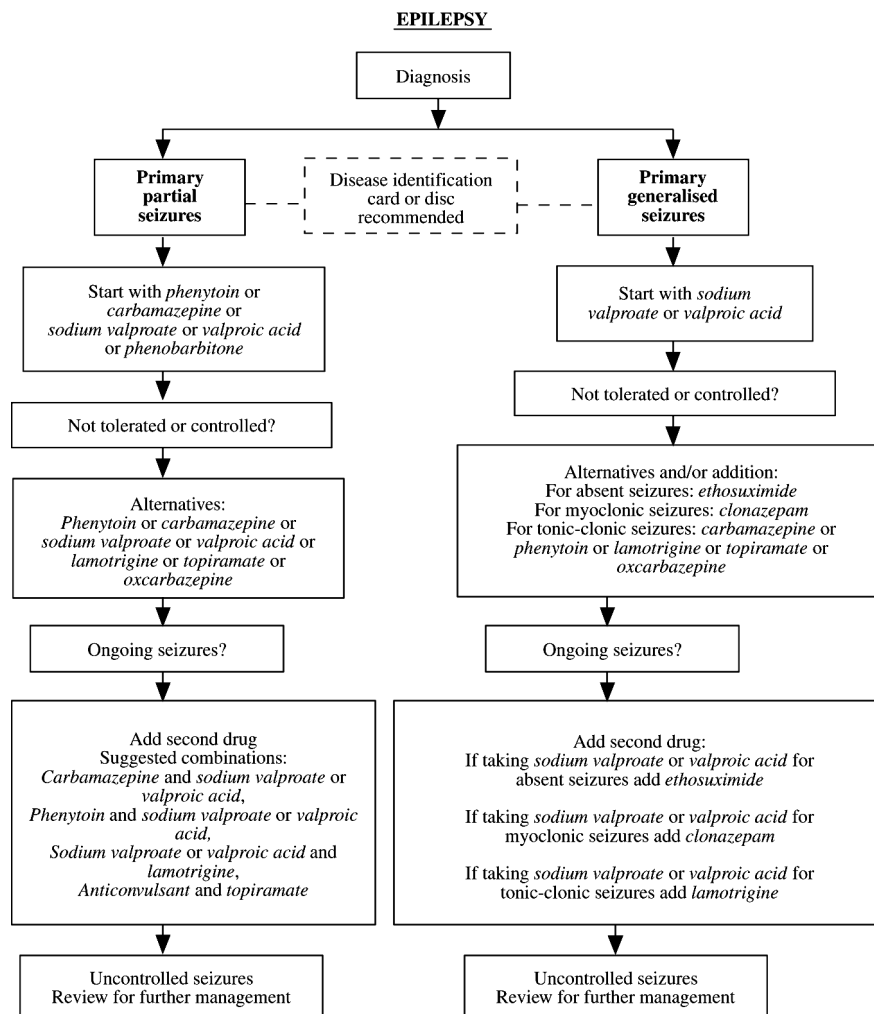 EPILEPSY
Diagnosis
Primary
partial
seizures
Disease identification
card or disc
recommended
Primary
generalised
seizures
Start with phenytoin or
carbamazepine or
sodium valproate or valproic acid
or phenobarbitone
Start with sodium
valproate or valproic acid
Not tolerated or controlled?
Not tolerated or controlled?
Alternatives:
Phenytoin or carbamazepine or
sodium valproate or valproic acid or
lamotrigine or topiramate or
oxcarbazepine
Alternatives and/or addition:
For absent seizures: ethosuximide
For myoclonic seizures: clonazepam
For tonic-clonic seizures: carbamazepine or
phenytoin or lamotrigine or topiramate or
oxcarbazepine
Ongoing seizures?
Ongoing seizures?
Add second drug
Suggested combinations:
Carbamazepine and sodium valproate or
valproic acid,
Phenytoin and sodium valproate or valproic
acid,
Sodium valproate or valproic acid and
lamotrigine,
Anticonvulsant and topiramate
Add second drug:
If taking sodium valproate or valproic acid for
absent seizures add ethosuximide
If taking sodium valproate or valproic acid for
myoclonic seizures add clonazepam
If taking sodium valproate or valproic acid for
tonic-clonic seizures add lamotrigine
Uncontrolled seizures
Review for further management
Uncontrolled seizures
Review for further management